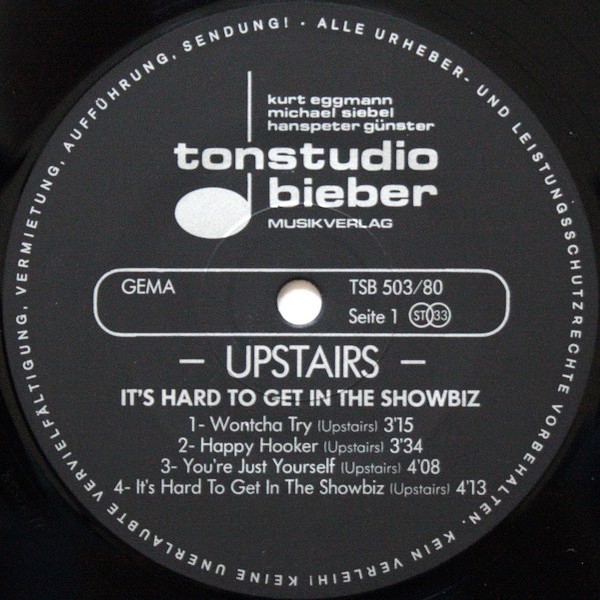 ALLE URHEBER- UND LEISTUNGSSCHUTZRECHTE VORBEHALTEN. KEIN VERLEIH! KEINE UNERLAUBTE VERVIELFÄLTIGUNG, VERMIETUNG, AUFFÜHRUNG, SENDUNG! ·
kurt eggmann
michael siebel
hanspeter günster
tonstudio
bieber
MUSIKVERLAG
GEMA
TSB 503/80
Seite 1 ST 33
– UPSTAIRS –
IT'S HARD TO GET IN THE SHOWBIZ
1- Wontcha Try (Upstairs) 3'15
2- Happy Hooker (Upstairs) 3'34
3- You're Just Yourself (Upstairs) 4'08
4- It's Hard To Get In The Showbiz (Upstairs) 4'13